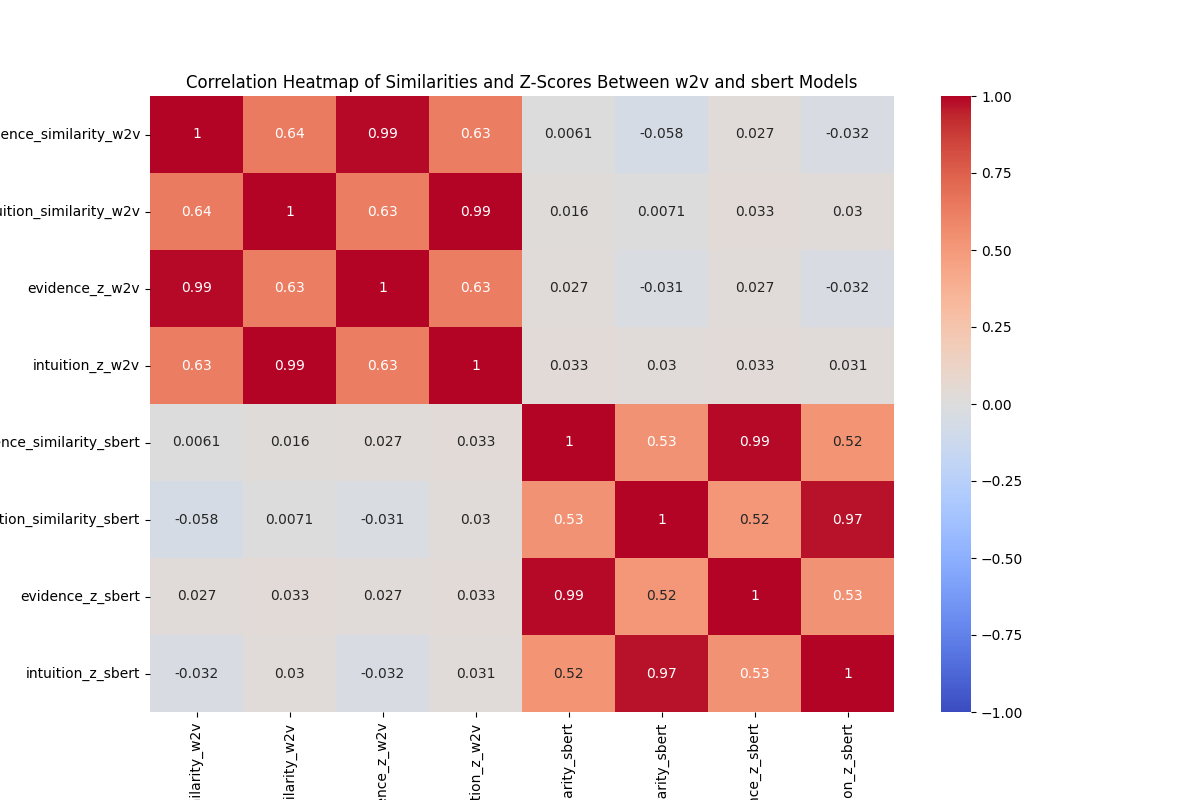 Correlation Heatmap of Similarities and Z-Scores Between w2v and sbert Models
ence_similarity_w2v 1 0.64 0.99 0.63 0.0061 -0.058 0.027 -0.032
uition_similarity_w2v 0.64 1 0.63 0.99 0.016 0.0071 0.033 0.03
evidence_z_w2v 0.99 0.63 1 0.63 0.027 -0.031 0.027 -0.032
intuition_z_w2v 0.63 0.99 0.63 1 0.033 0.03 0.033 0.031
ence_similarity_sbert 0.0061 0.016 0.027 0.033 1 0.53 0.99 0.52
tion_similarity_sbert -0.058 0.0071 -0.031 0.03 0.53 1 0.52 0.97
evidence_z_sbert 0.027 0.033 0.027 0.033 0.99 0.52 1 0.53
intuition_z_sbert -0.032 0.03 -0.032 0.031 0.52 0.97 0.53 1
ilarity_w2v
ilarity_w2v
ence_z_w2v
tion_z_w2v
arity_sbert
arity_sbert
nce_z_sbert
on_z_sbert
1.00
0.75
0.50
0.25
0.00
−0.25
−0.50
−0.75
−1.00